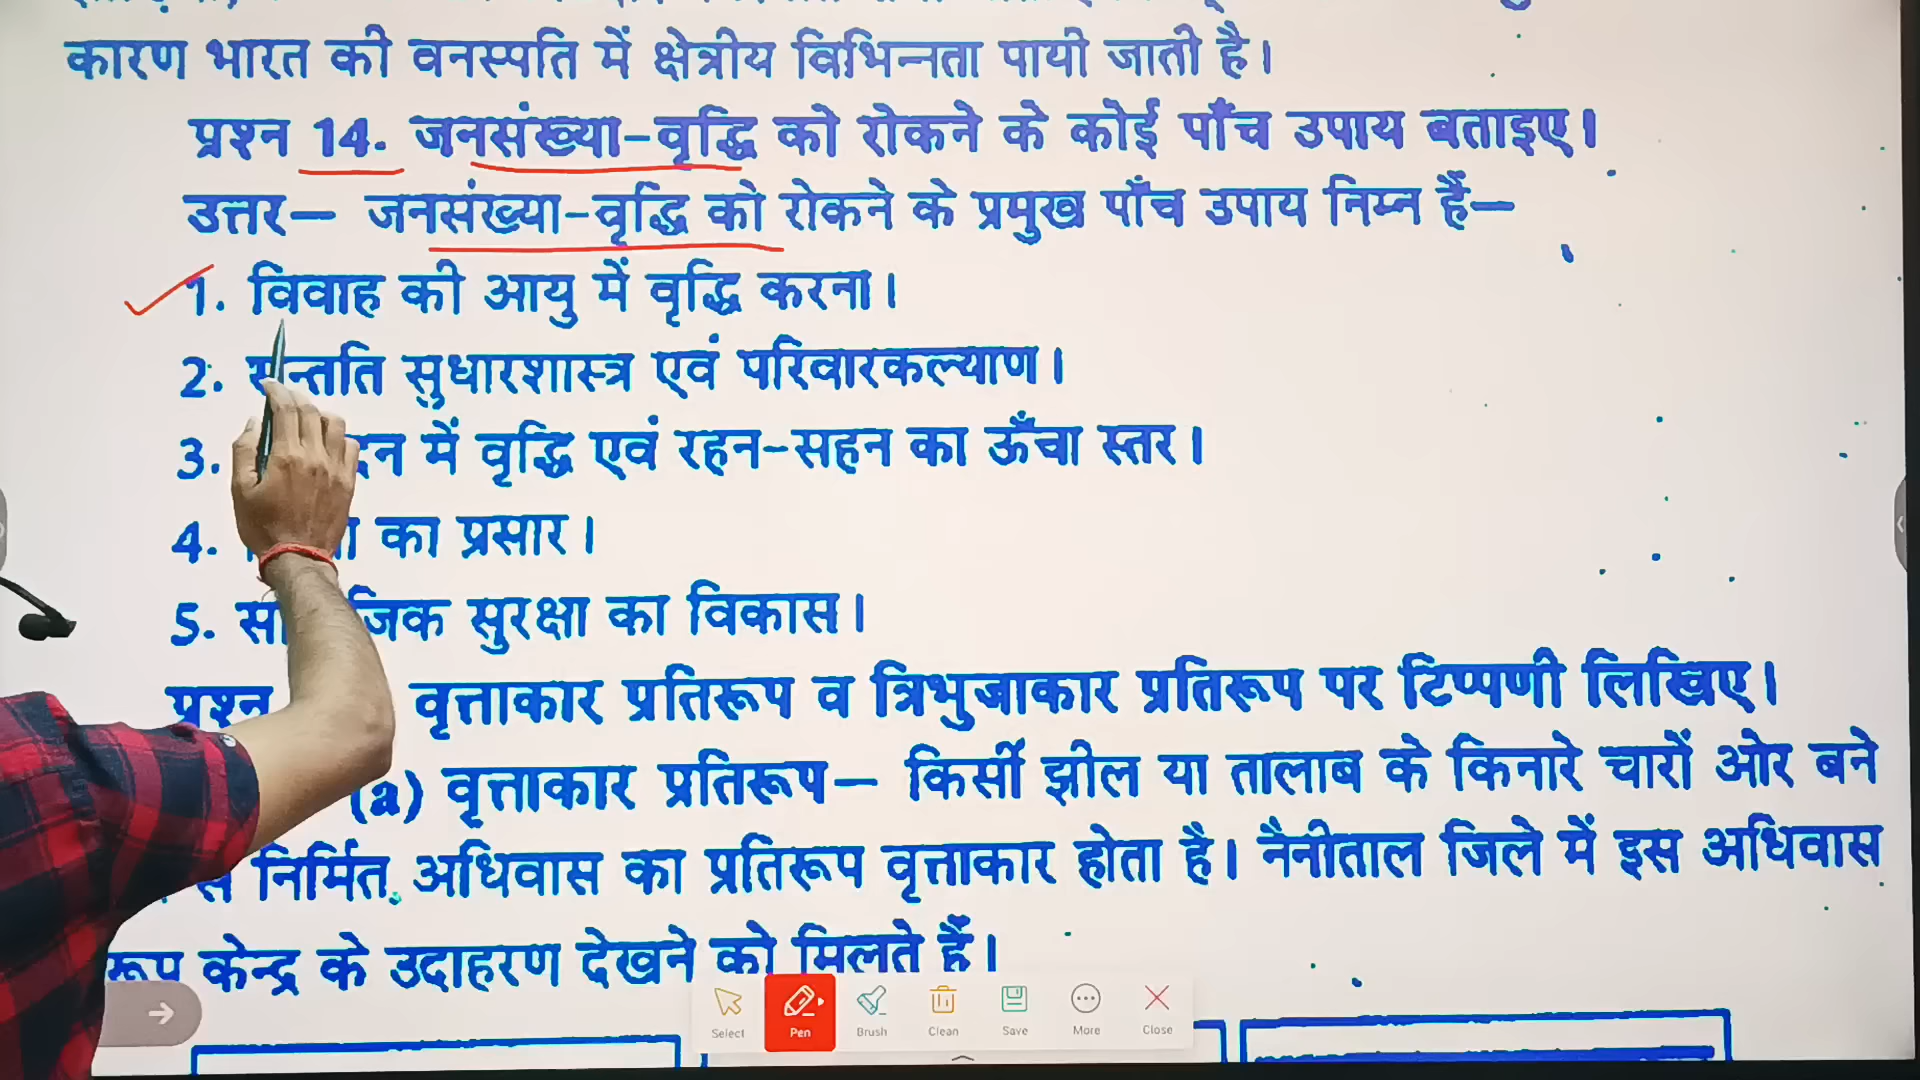 कारण भारत की वनस्पति में क्षेत्रीय विभिन्नता पायी जाती है।
प्रश्न 14. जनसंख्या-वृद्धि को रोकने के कोई पाँच उपाय बताइए।
उत्तर— जनसंख्या-वृद्धि को रोकने के प्रमुख पाँच उपाय निम्न हैं—
1. विवाह की आयु में वृद्धि करना।
2. सन्तति सुधारशास्त्र एवं परिवारकल्याण।
3. में वृद्धि एवं रहन-सहन का ऊँचा स्तर।
4. का प्रसार।
5. सुरक्षा का विकास।
प्रश्न वृत्ताकार प्रतिरूप व त्रिभुजाकार प्रतिरूप पर टिप्पणी लिखिए।
(a) वृत्ताकार प्रतिरूप— किसी झील या तालाब के किनारे चारों ओर बने
से निर्मित अधिवास का प्रतिरूप वृत्ताकार होता है। नैनीताल जिले में इस अधिवास
केन्द्र के उदाहरण देखने को मिलते हैं।
Select Pen Brush Clean Save More Close